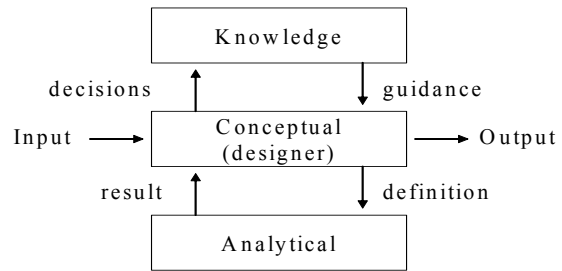 Knowledge
decisions
guidance
Input
Conceptual
(designer)
Output
result
definition
Analytical